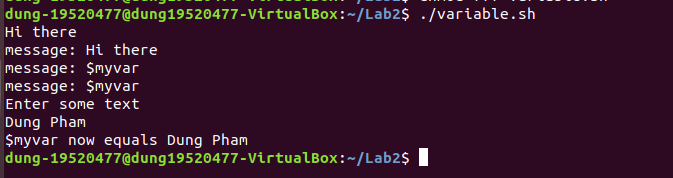 dung-19520477@dung19520477-VirtualBox:~/Lab2$ ./variable.sh
Hi there
message: Hi there
message: $myvar
message: $myvar
Enter some text
Dung Pham
$myvar now equals Dung Pham
dung-19520477@dung19520477-VirtualBox:~/Lab2$